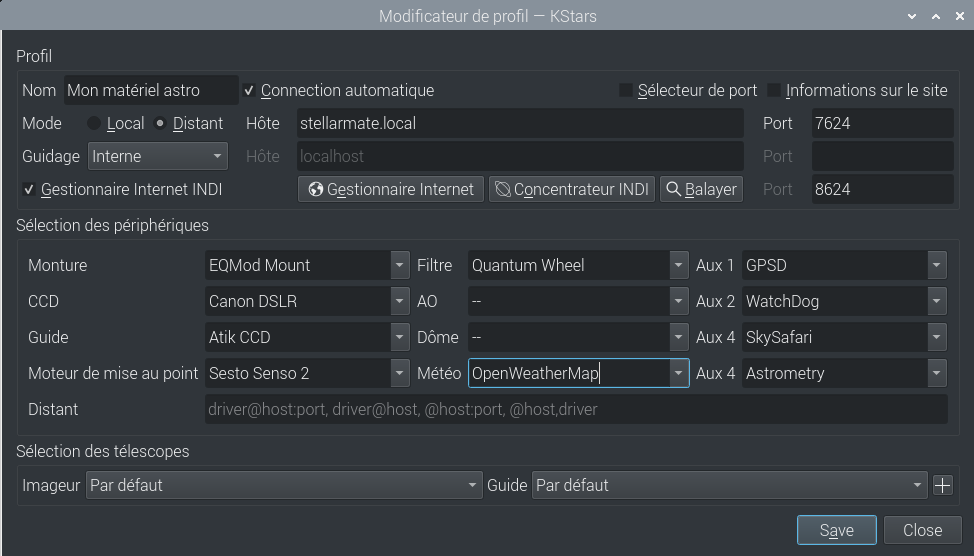 Modificateur de profil — KStars
Profil
Nom Mon matériel astro Connection automatique Sélecteur de port Informations sur le site
Mode Local Distant Hôte stellarmate.local Port 7624
Guidage Interne Hôte localhost Port
Gestionnaire Internet INDI Gestionnaire Internet Concentrateur INDI Balayer Port 8624
Sélection des périphériques
Monture EQMod Mount Filtre Quantum Wheel Aux 1 GPSD
CCD Canon DSLR AO -- Aux 2 WatchDog
Guide Atik CCD Dôme -- Aux 4 SkySafari
Moteur de mise au point Sesto Senso 2 Météo OpenWeatherMap Aux 4 Astrometry
Distant driver@host:port, driver@host, @host:port, @host,driver
Sélection des télescopes
Imageur Par défaut Guide Par défaut
Save Close